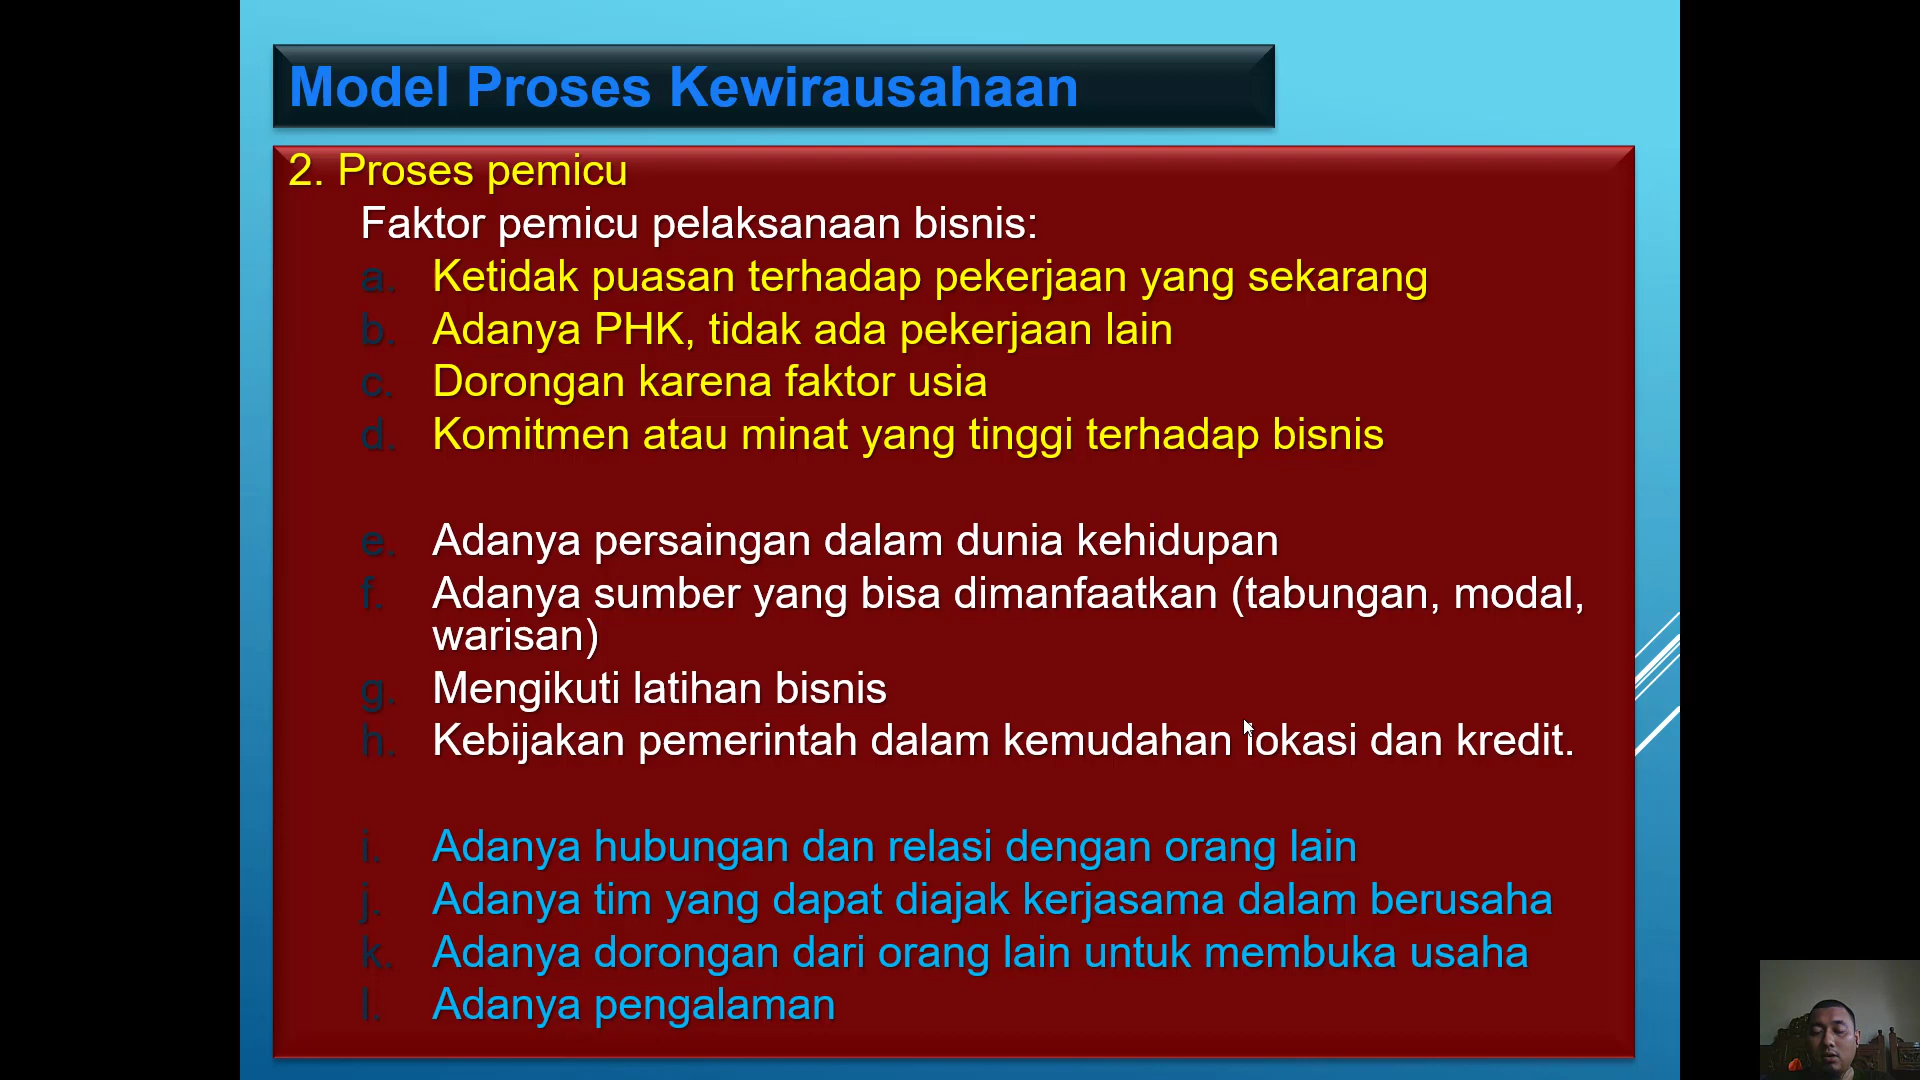 Model Proses Kewirausahaan
2. Proses pemicu
Faktor pemicu pelaksanaan bisnis:
a. Ketidak puasan terhadap pekerjaan yang sekarang
b. Adanya PHK, tidak ada pekerjaan lain
c. Dorongan karena faktor usia
d. Komitmen atau minat yang tinggi terhadap bisnis
e. Adanya persaingan dalam dunia kehidupan
f. Adanya sumber yang bisa dimanfaatkan (tabungan, modal,
warisan)
g. Mengikuti latihan bisnis
h. Kebijakan pemerintah dalam kemudahan lokasi dan kredit.
i. Adanya hubungan dan relasi dengan orang lain
j. Adanya tim yang dapat diajak kerjasama dalam berusaha
k. Adanya dorongan dari orang lain untuk membuka usaha
l. Adanya pengalaman